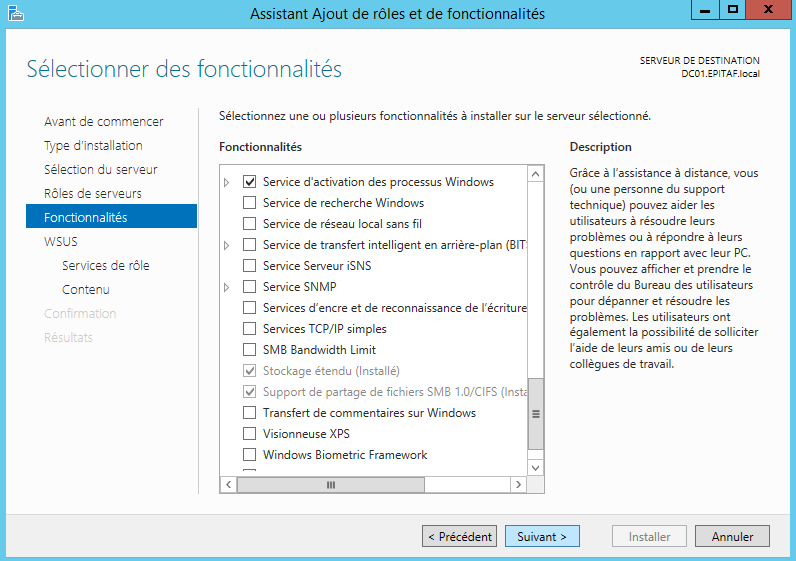 Assistant Ajout de rôles et de fonctionnalités
Sélectionner des fonctionnalités
SERVEUR DE DESTINATION
DC01.EPITAF.local
Avant de commencer
Type d'installation
Sélection du serveur
Rôles de serveurs
Fonctionnalités
WSUS
Services de rôle
Contenu
Confirmation
Résultats
Sélectionnez une ou plusieurs fonctionnalités à installer sur le serveur sélectionné.
Fonctionnalités
Service d'activation des processus Windows
Service de recherche Windows
Service de réseau local sans fil
Service de transfert intelligent en arrière-plan (BIT
Service Serveur iSNS
Service SNMP
Services d'encre et de reconnaissance de l'écriture
Services TCP/IP simples
SMB Bandwidth Limit
Stockage étendu (Installé)
Support de partage de fichiers SMB 1.0/CIFS (Insta
Transfert de commentaires sur Windows
Visionneuse XPS
Windows Biometric Framework
Description
Grâce à l'assistance à distance, vous
(ou une personne du support
technique) pouvez aider les
utilisateurs à résoudre leurs
problèmes ou à répondre à leurs
questions en rapport avec leur PC.
Vous pouvez afficher et prendre le
contrôle du Bureau des utilisateurs
pour dépanner et résoudre les
problèmes. Les utilisateurs ont
également la possibilité de solliciter
l'aide de leurs amis ou de leurs
collègues de travail.
< Précédent
Suivant >
Installer
Annuler